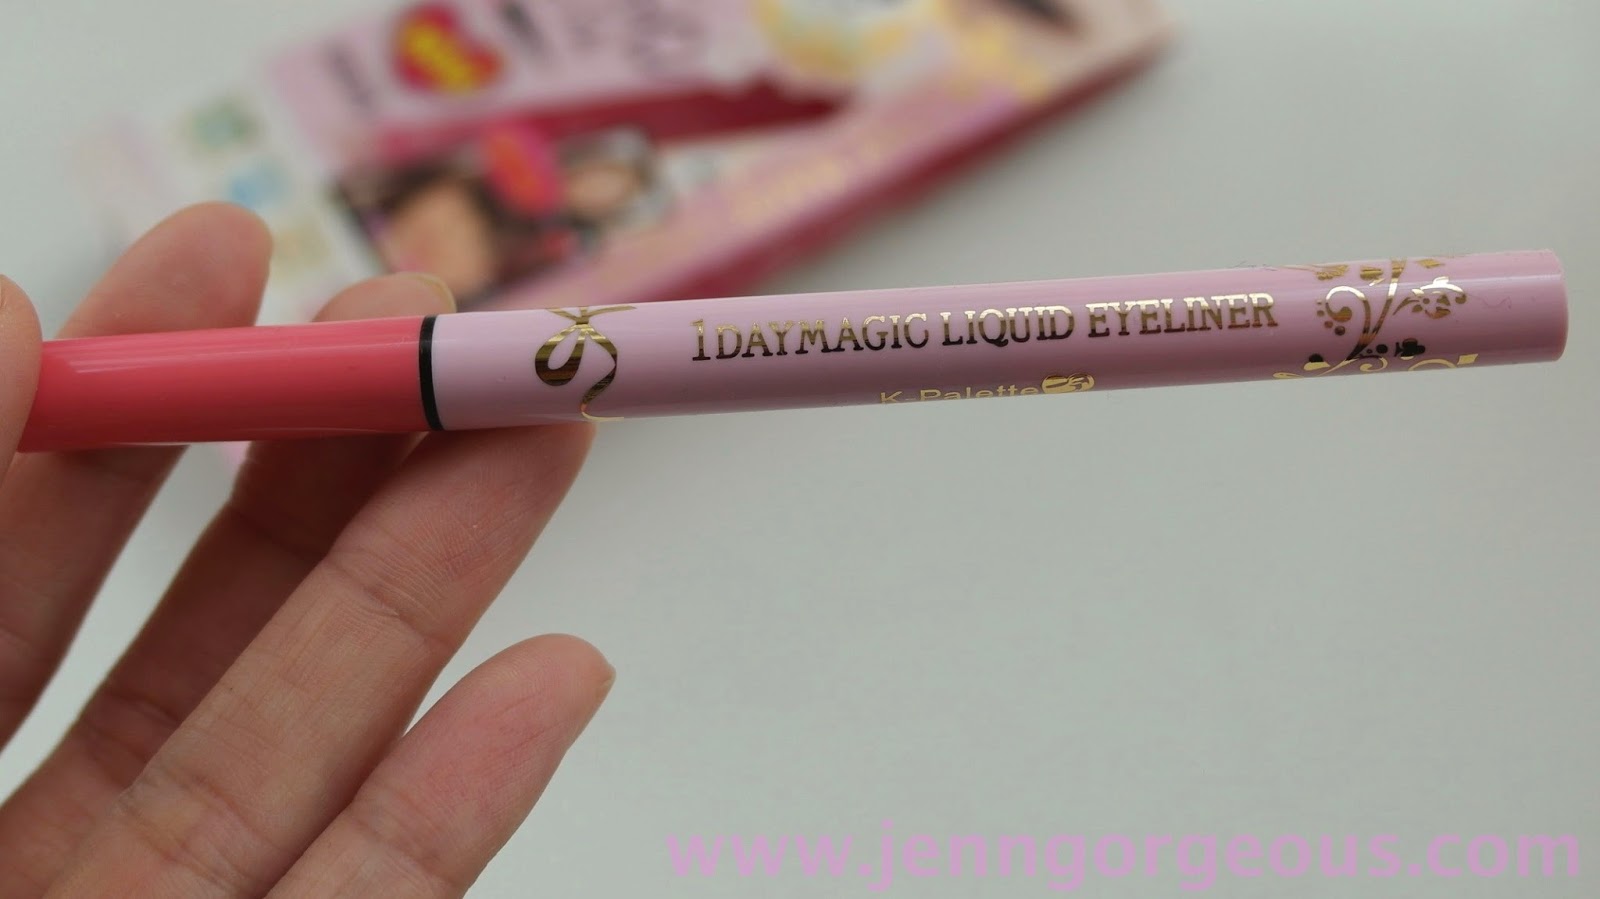 1DAYMAGIC LIQUID EYELINER
K-Palette
www.jenngorgeous.com